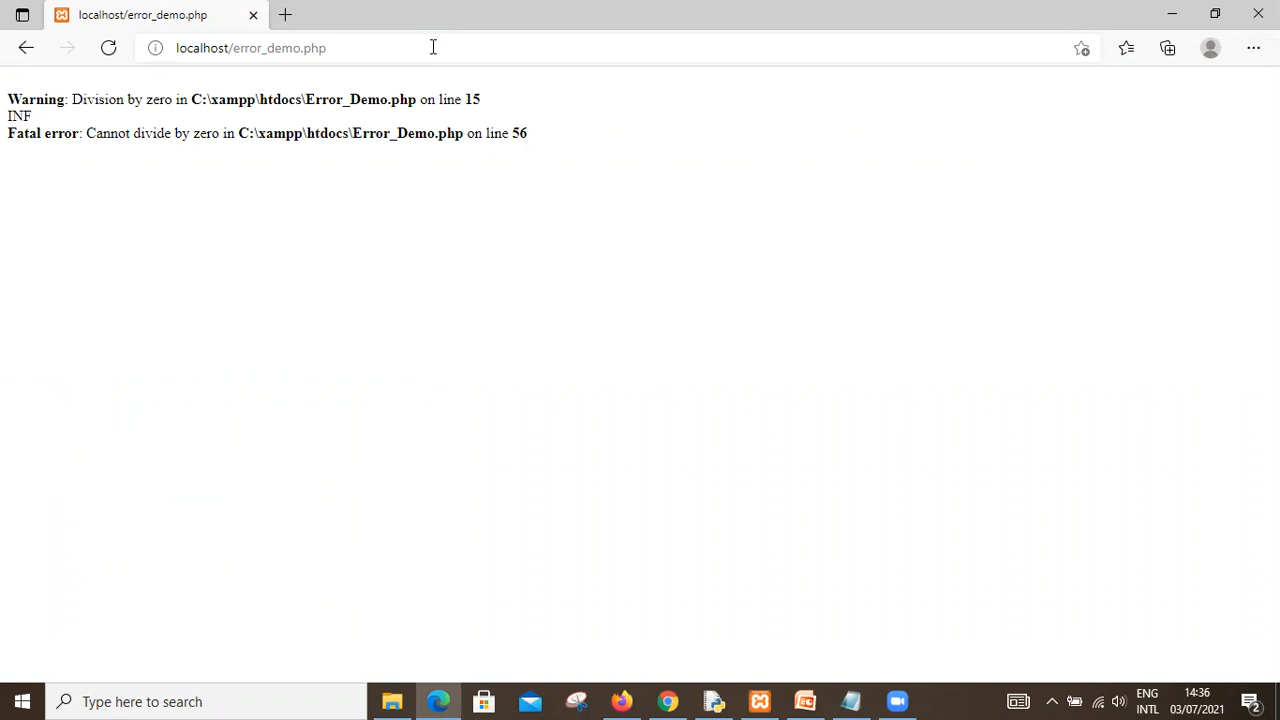 localhost/error_demo.php
localhost/error_demo.php
Warning: Division by zero in C:\xampp\htdocs\Error_Demo.php on line 15
INF
Fatal error: Cannot divide by zero in C:\xampp\htdocs\Error_Demo.php on line 56
Type here to search
ENG
INTL
14:36
03/07/2021
2